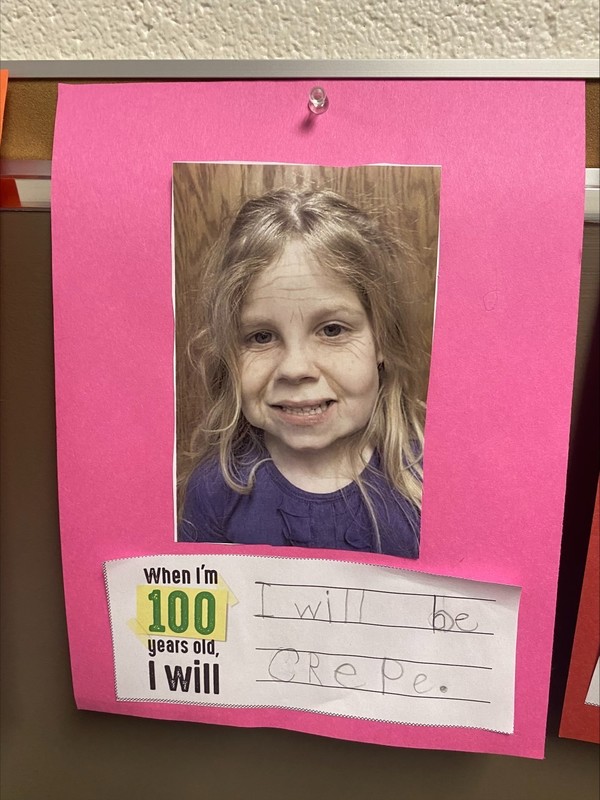 When I'm
100
years old,
I will
I will be
CRePe.